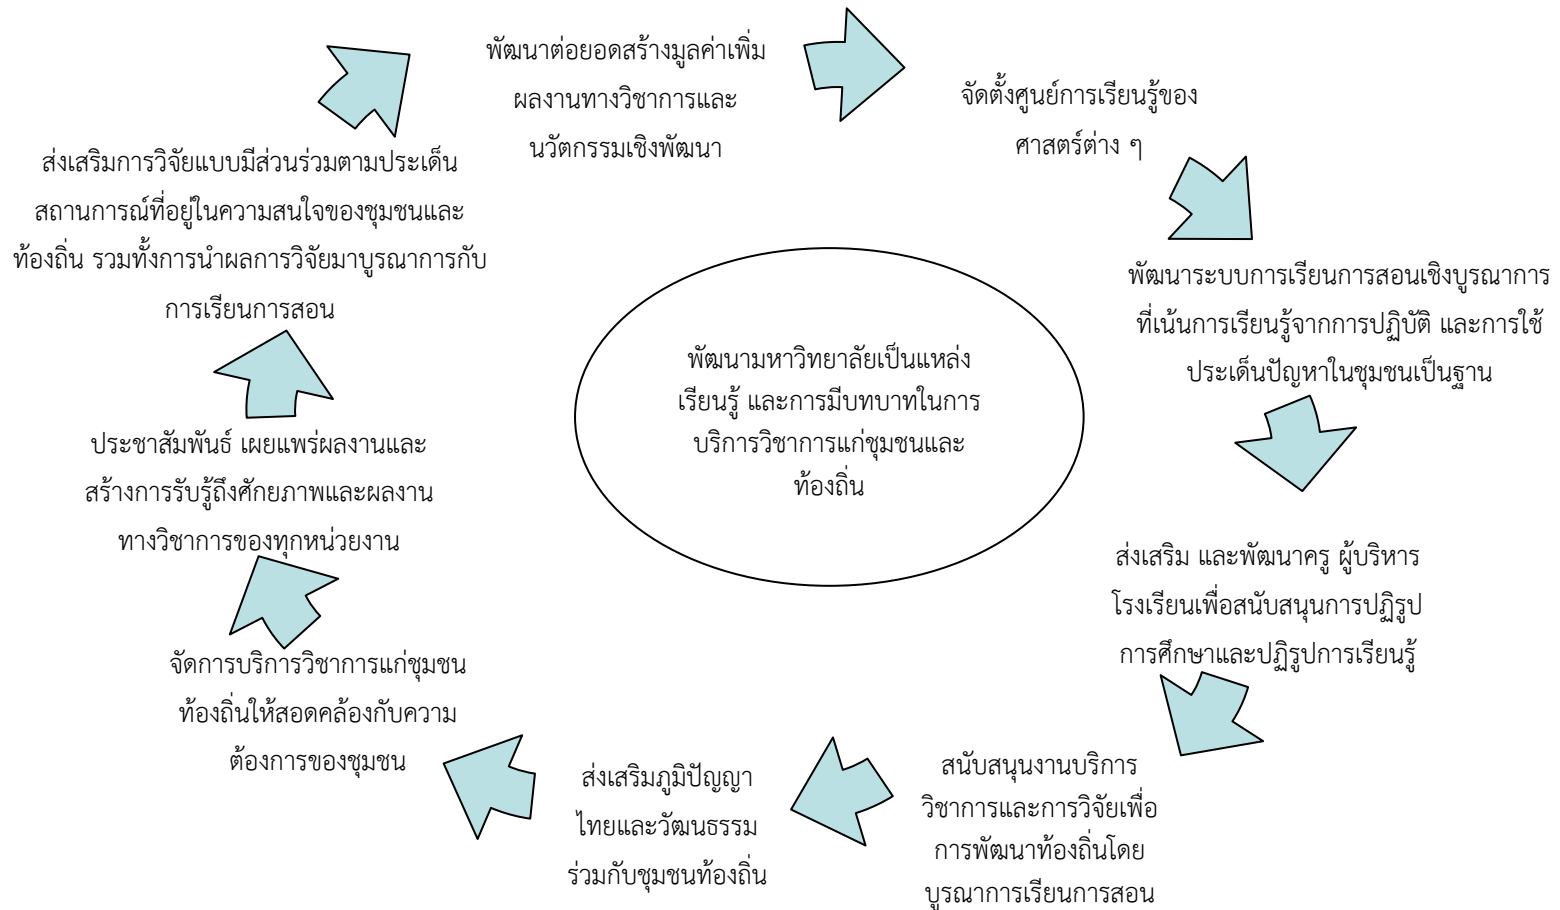 พัฒนาต่อยอดสร้างมูลค่าเพิ่ม
ผลงานทางวิชาการและ
นวัตกรรมเชิงพัฒนา
จัดตั้งศูนย์การเรียนรู้ของ
ศาสตร์ต่าง ๆ
พัฒนาระบบการเรียนการสอนเชิงบูรณาการ
ที่เน้นการเรียนรู้จากการปฏิบัติ และการใช้
ประเด็นปัญหาในชุมชนเป็นฐาน
ส่งเสริม และพัฒนาครู ผู้บริหาร
โรงเรียนเพื่อสนับสนุนการปฏิรูป
การศึกษาและปฏิรูปการเรียนรู้
สนับสนุนงานบริการ
วิชาการและการวิจัยเพื่อ
การพัฒนาท้องถิ่นโดย
บูรณาการเรียนการสอน
ส่งเสริมภูมิปัญญา
ไทยและวัฒนธรรม
ร่วมกับชุมชนท้องถิ่น
จัดการบริการวิชาการแก่ชุมชน
ท้องถิ่นให้สอดคล้องกับความ
ต้องการของชุมชน
ประชาสัมพันธ์ เผยแพร่ผลงานและ
สร้างการรับรู้ถึงศักยภาพและผลงาน
ทางวิชาการของทุกหน่วยงาน
ส่งเสริมการวิจัยแบบมีส่วนร่วมตามประเด็น
สถานการณ์ที่อยู่ในความสนใจของชุมชนและ
ท้องถิ่น รวมทั้งการนำผลการวิจัยมาบูรณาการกับ
การเรียนการสอน
พัฒนามหาวิทยาลัยเป็นแหล่ง
เรียนรู้ และการมีบทบาทในการ
บริการวิชาการแก่ชุมชนและ
ท้องถิ่น